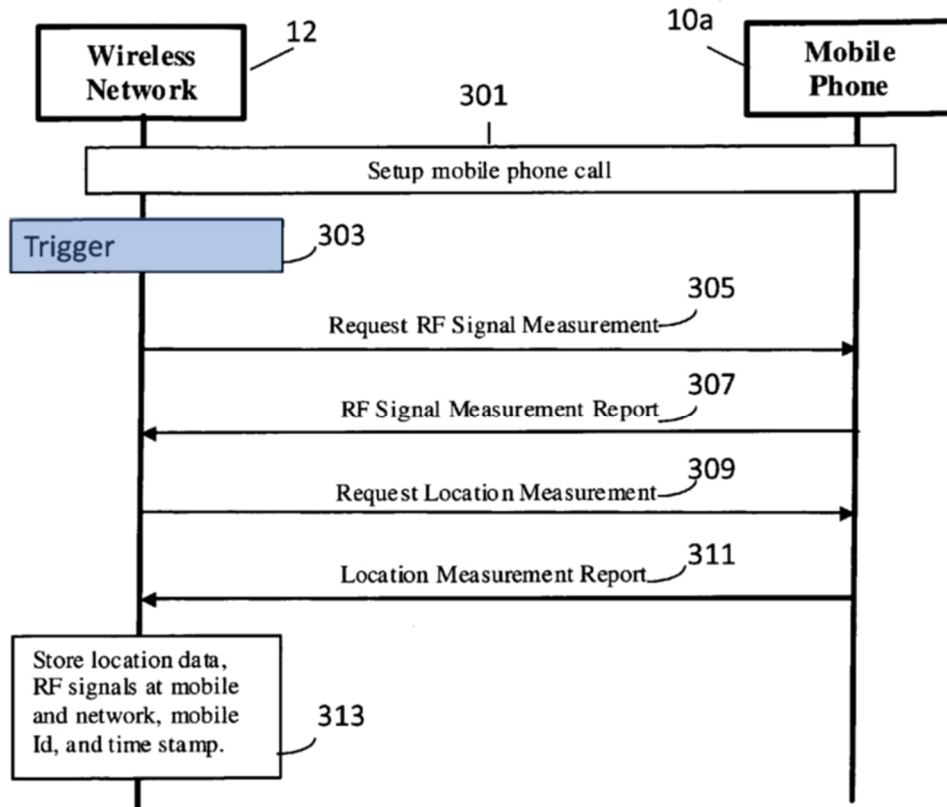 12
10a
Wireless
Network
Mobile
Phone
301
Setup mobile phone call
Trigger
303
305
Request RF Signal Measurement
307
RF Signal Measurement Report
309
Request Location Measurement
311
Location Measurement Report
Store location data,
RF signals at mobile
and network, mobile
Id, and time stamp.
313